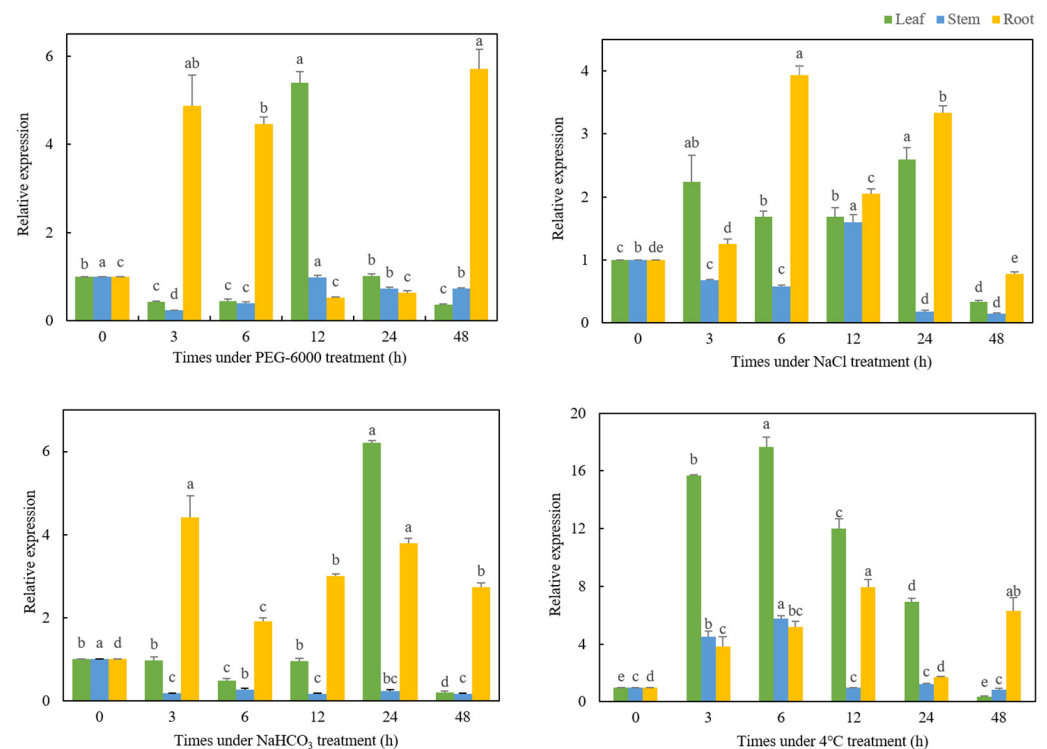 Leaf Stem Root
Relative expression
6
4
2
0
b a c
c d ab
c c b
a b c
b b c
c b a
0 3 6 12 24 48
Times under PEG-6000 treatment (h)
Relative expression
4
3
2
1
0
c b de
ab c d
b c a
b a c
a d b
d d e
0 3 6 12 24 48
Times under NaCl treatment (h)
Relative expression
6
4
2
0
b a d
b c a
c b c
b c b
a bc a
d c b
0 3 6 12 24 48
Times under NaHCO₃ treatment (h)
Relative expression
20
16
12
8
4
0
e c d
b b c
a a bc
c c a
d c d
e c ab
0 3 6 12 24 48
Times under 4°C treatment (h)